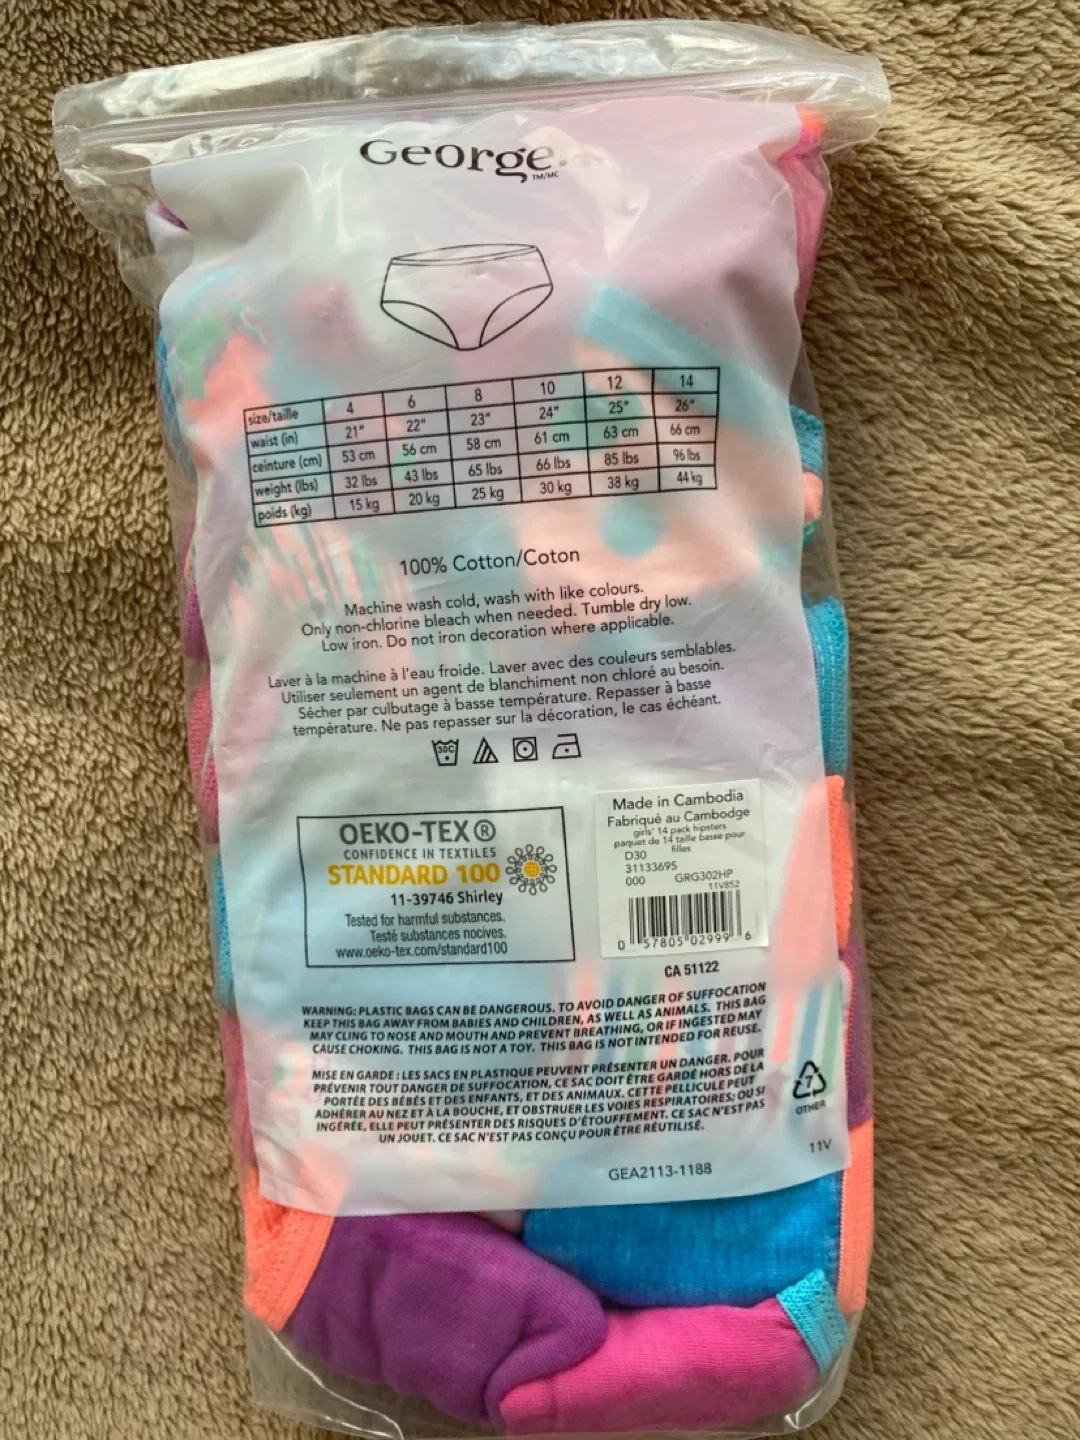 George
TM/MC
size/taille 4 6 8 10 12 14
waist (in) 21" 22" 23" 24" 25" 26"
ceinture (cm) 53 cm 56 cm 58 cm 61 cm 63 cm 66 cm
weight (lbs) 32 lbs 43 lbs 65 lbs 66 lbs 85 lbs 96 lbs
poids (kg) 15 kg 20 kg 25 kg 30 kg 38 kg 44 kg
100% Cotton/Coton
Machine wash cold, wash with like colours.
Only non-chlorine bleach when needed. Tumble dry low.
Low iron. Do not iron decoration where applicable.
Laver à la machine à l'eau froide. Laver avec des couleurs semblables.
Utiliser seulement un agent de blanchiment non chloré au besoin.
Sécher par culbutage à basse température. Repasser à basse
température. Ne pas repasser sur la décoration, le cas échéant.
30C
OEKO-TEX®
CONFIDENCE IN TEXTILES
STANDARD 100
11-39746 Shirley
Tested for harmful substances.
Testé substances nocives.
www.oeko-tex.com/standard100
Made in Cambodia
Fabriqué au Cambodge
girls' 14 pack hipsters
paquet de 14 taille basse pour
filles
D30
31133695
000 GRG302HP
11V852
0 57805 02999 6
CA 51122
WARNING: PLASTIC BAGS CAN BE DANGEROUS. TO AVOID DANGER OF SUFFOCATION
KEEP THIS BAG AWAY FROM BABIES AND CHILDREN, AS WELL AS ANIMALS. THIS BAG
MAY CLING TO NOSE AND MOUTH AND PREVENT BREATHING, OR IF INGESTED MAY
CAUSE CHOKING. THIS BAG IS NOT A TOY. THIS BAG IS NOT INTENDED FOR REUSE.
MISE EN GARDE : LES SACS EN PLASTIQUE PEUVENT PRÉSENTER UN DANGER. POUR
PRÉVENIR TOUT DANGER DE SUFFOCATION, CE SAC DOIT ÊTRE GARDÉ HORS DE LA
PORTÉE DES BÉBÉS ET DES ENFANTS, ET DES ANIMAUX. CETTE PELLICULE PEUT
ADHÉRER AU NEZ ET À LA BOUCHE, ET OBSTRUER LES VOIES RESPIRATOIRES; OU SI
INGÉRÉE, ELLE PEUT PRÉSENTER DES RISQUES D'ÉTOUFFEMENT. CE SAC N'EST PAS
UN JOUET. CE SAC N'EST PAS CONÇU POUR ÊTRE RÉUTILISÉ.
7
OTHER
11V
GEA2113-1188